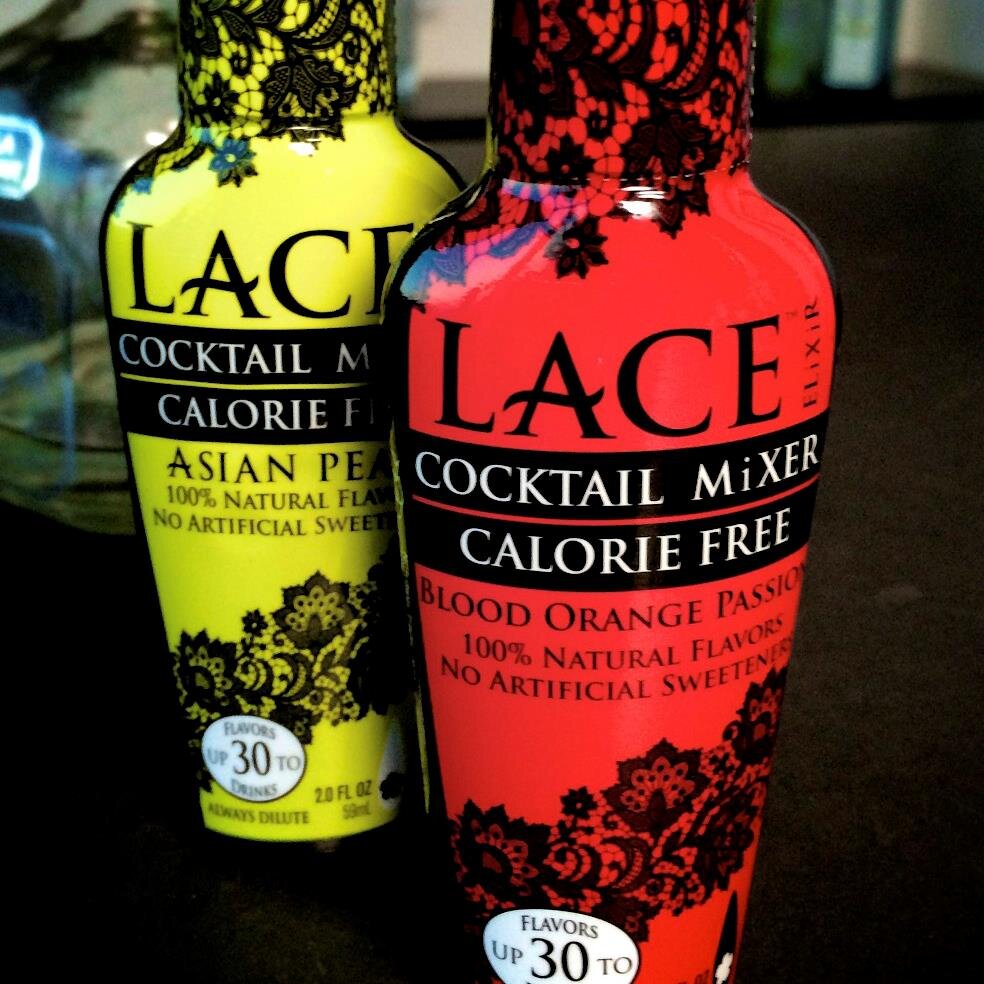 LACE
COCKTAIL M
CALORIE F
ASIAN PEA
100% NATURAL FLAV
NO ARTIFICIAL SWEET
FLAVORS
UP 30 TO
DRINKS
2.0 FL OZ
59mL
ALWAYS DILUTE
LACE™
ELiXiR
COCKTAIL MiXER
CALORIE FREE
BLOOD ORANGE PASSION
100% NATURAL FLAVORS
NO ARTIFICIAL SWEETENERS
FLAVORS
UP 30 TO
OZ